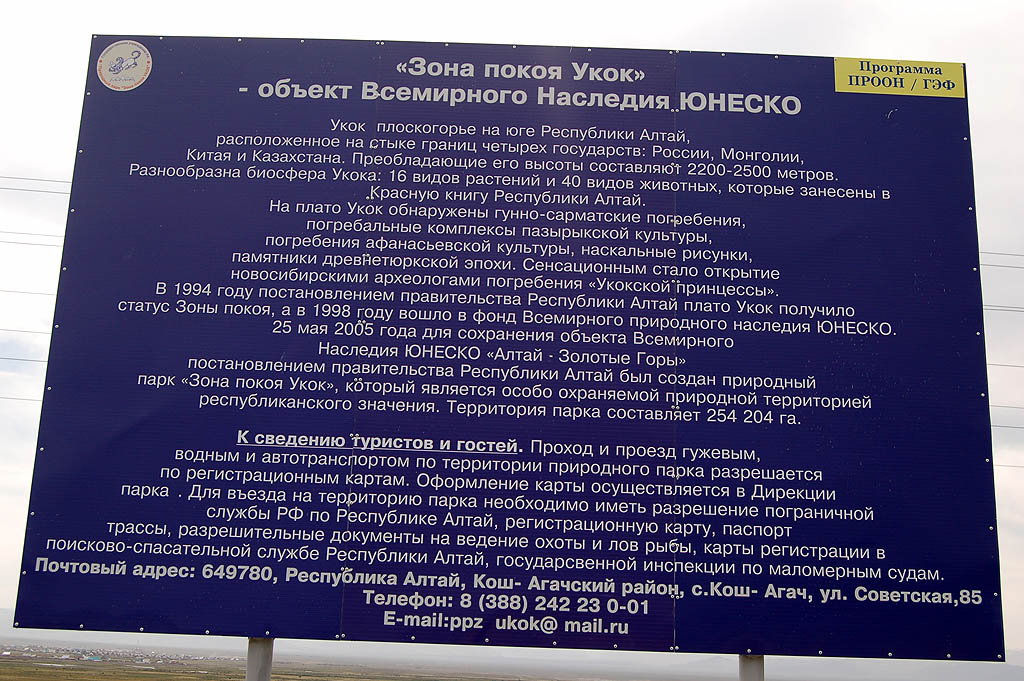 «Зона покоя Укок»
- объект Всемирного Наследия ЮНЕСКО
Программа
ПРООН / ГЭФ
Укок плоскогорье на юге Республики Алтай,
расположенное на стыке границ четырех государств: России, Монголии,
Китая и Казахстана. Преобладающие его высоты составляют 2200-2500 метров.
Разнообразна биосфера Укока: 16 видов растений и 40 видов животных, которые занесены в
Красную книгу Республики Алтай.
На плато Укок обнаружены гунно-сарматские погребения,
погребальные комплексы пазырыкской культуры,
погребения афанасьевской культуры, наскальные рисунки,
памятники древнетюркской эпохи. Сенсационным стало открытие
новосибирскими археологами погребения «Укокской принцессы».
В 1994 году постановлением правительства Республики Алтай плато Укок получило
статус Зоны покоя, а в 1998 году вошло в фонд Всемирного природного наследия ЮНЕСКО.
25 мая 2005 года для сохранения объекта Всемирного
Наследия ЮНЕСКО «Алтай - Золотые Горы»
постановлением правительства Республики Алтай был создан природный
парк «Зона покоя Укок», который является особо охраняемой природной территорией
республиканского значения. Территория парка составляет 254 204 га.
К сведению туристов и гостей. Проход и проезд гужевым,
водным и автотранспортом по территории природного парка разрешается
по регистрационным картам. Оформление карты осуществляется в Дирекции
парка . Для въезда на территорию парка необходимо иметь разрешение пограничной
службы РФ по Республике Алтай, регистрационную карту, паспорт
трассы, разрешительные документы на ведение охоты и лов рыбы, карты регистрации в
поисково-спасательной службе Республики Алтай, государсвенной инспекции по маломерным судам.
Почтовый адрес: 649780, Республика Алтай, Кош- Агачский район, с.Кош- Агач, ул. Советская,85
Телефон: 8 (388) 242 23 0-01
E-mail:ppz ukok@ mail.ru